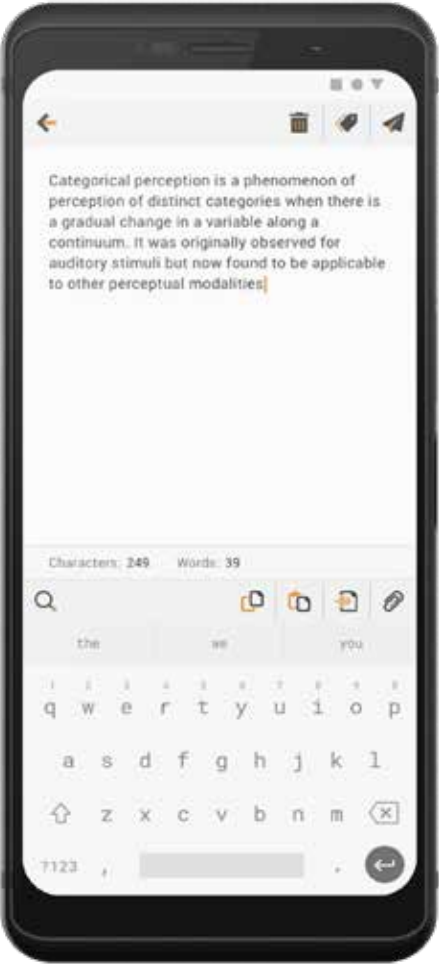 Categorical perception is a phenomenon of
perception of distinct categories when there is
a gradual change in a variable along a
continuum. It was originally observed for
auditory stimuli but now found to be applicable
to other perceptual modalities
Characters: 249 Words: 39
the we you
1 2 3 4 5 6 7 8 9 0
q w e r t y u i o p
a s d f g h j k l
z x c v b n m
?123 , .